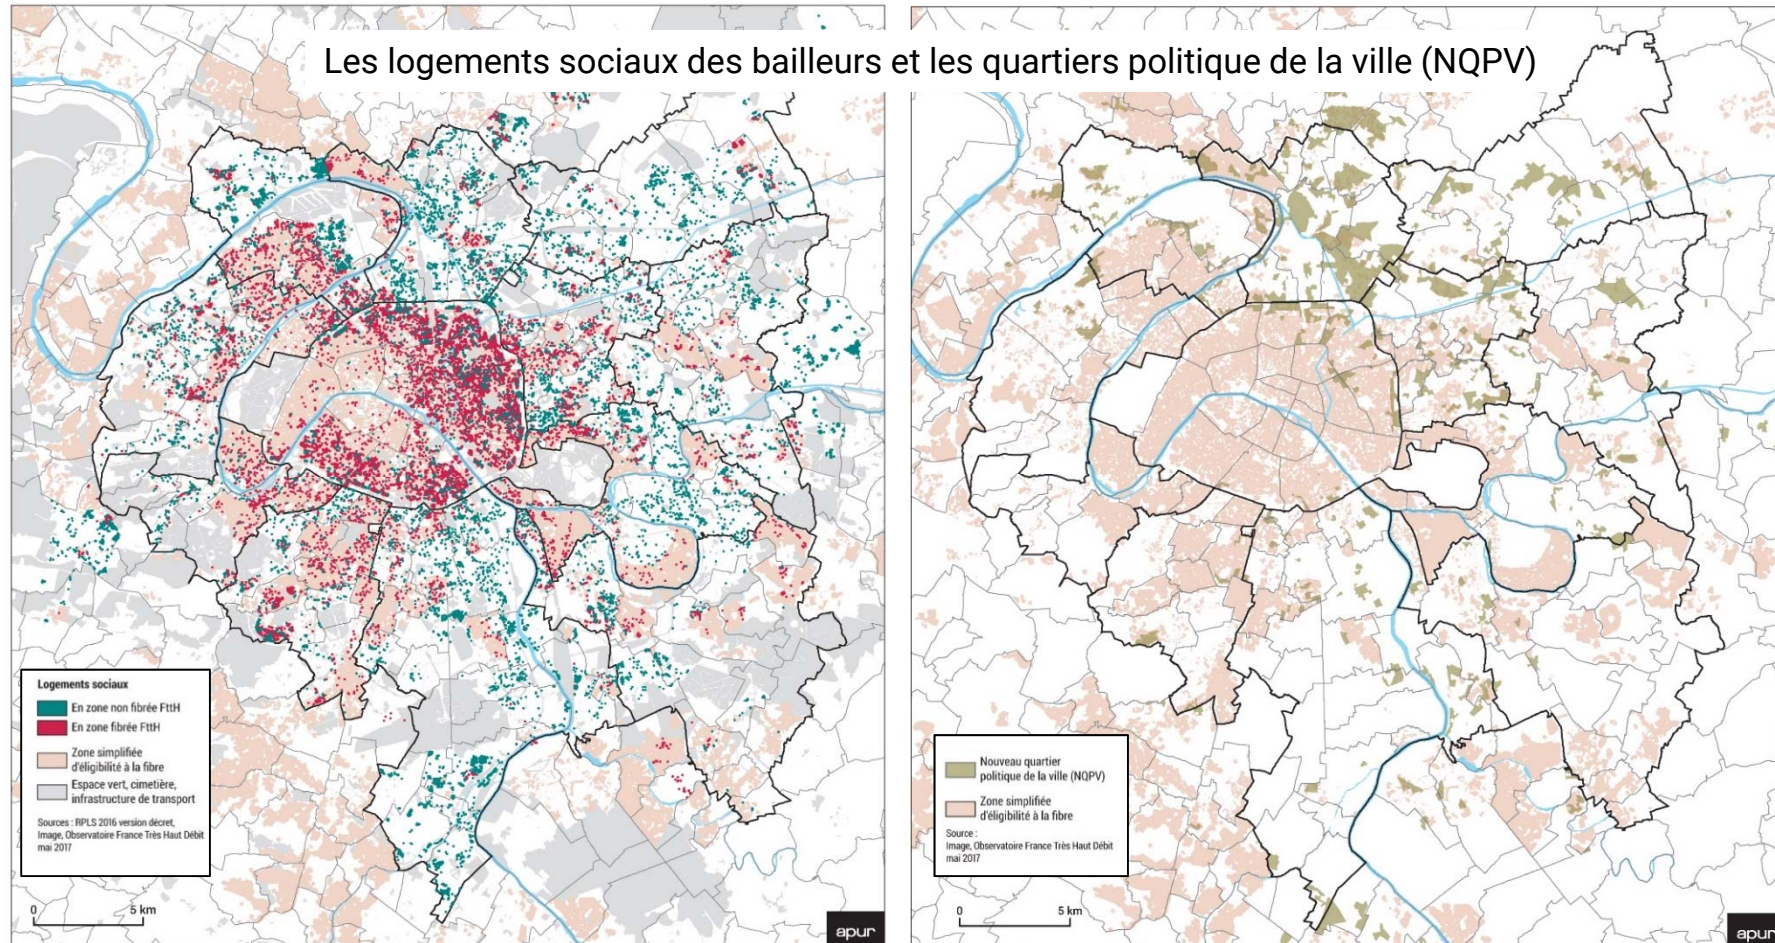 Les logements sociaux des bailleurs et les quartiers politique de la ville (NQPV)
Logements sociaux
En zone non fibrée FttH
En zone fibrée FttH
Zone simplifiée
d'éligibilité à la fibre
Espace vert, cimetière,
infrastructure de transport
Sources : RPLS 2016 version décret,
Image, Observatoire France Très Haut Débit
mai 2017
0 5 km
apur
Nouveau quartier
politique de la ville (NQPV)
Zone simplifiée
d'éligibilité à la fibre
Source :
Image, Observatoire France Très Haut Débit
mai 2017
0 5 km
apur